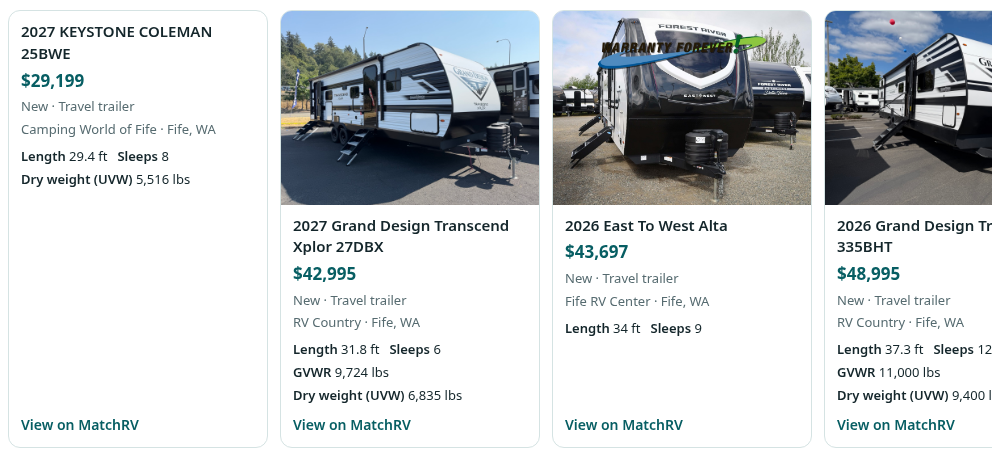 2027 KEYSTONE COLEMAN
25BWE
$29,199
New · Travel trailer
Camping World of Fife · Fife, WA
Length 29.4 ft Sleeps 8
Dry weight (UVW) 5,516 lbs
View on MatchRV
2027 Grand Design Transcend
Xplor 27DBX
$42,995
New · Travel trailer
RV Country · Fife, WA
Length 31.8 ft Sleeps 6
GVWR 9,724 lbs
Dry weight (UVW) 6,835 lbs
View on MatchRV
FOREST RIVER
WARRANTY FOREVER
EAST WEST
2026 East To West Alta
$43,697
New · Travel trailer
Fife RV Center · Fife, WA
Length 34 ft Sleeps 9
View on MatchRV
2026 Grand Design Tr
335BHT
$48,995
New · Travel trailer
RV Country · Fife, WA
Length 37.3 ft Sleeps 12
GVWR 11,000 lbs
Dry weight (UVW) 9,400 l
View on MatchRV